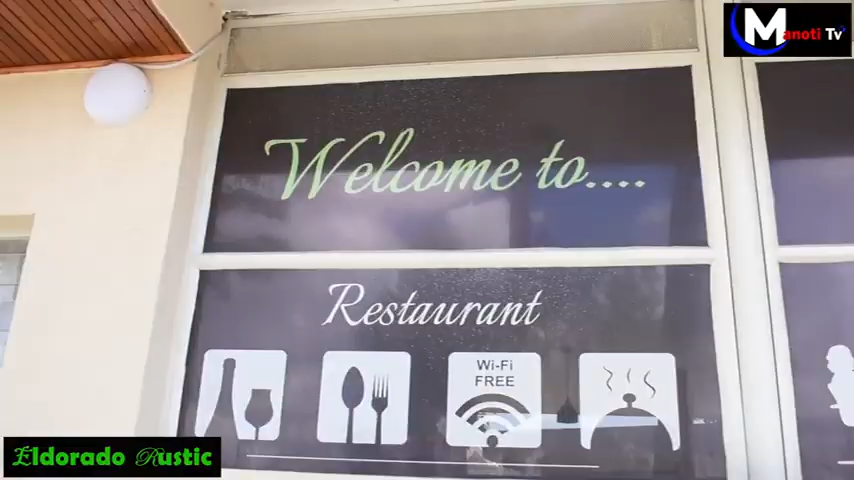 Manoti Tv
Welcome to....
Restaurant
Wi-Fi
FREE
Eldorado Rustic